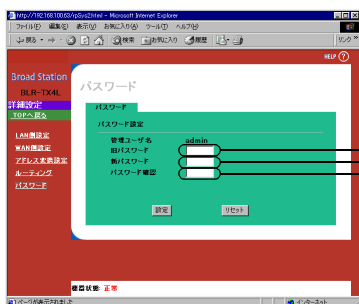 http://192.168.100.63/rpSys2html - Microsoft Internet Explorer
ファイル(F) 編集(E) 表示(V) お気に入り(A) ツール(T) ヘルプ(H)
戻る 検索 お気に入り 履歴 リンク »
HELP ?
Broad Station
BLR-TX4L
詳細設定
TOPへ戻る
LAN側設定
WAN側設定
アドレス変換設定
ルーティング
パスワード
パスワード
パスワード
パスワード設定
管理ユーザ名 admin
旧パスワード
新パスワード
パスワード確認
設定 リセット
機器状態: 正常
ページが表示されました インターネット